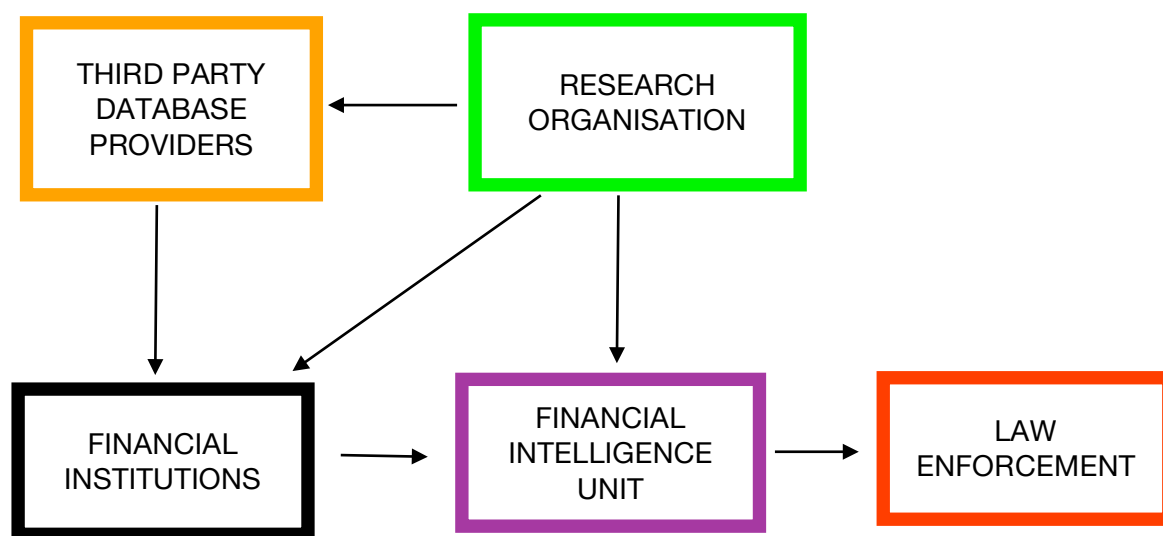 THIRD PARTY
DATABASE
PROVIDERS
RESEARCH
ORGANISATION
FINANCIAL
INSTITUTIONS
FINANCIAL
INTELLIGENCE
UNIT
LAW
ENFORCEMENT